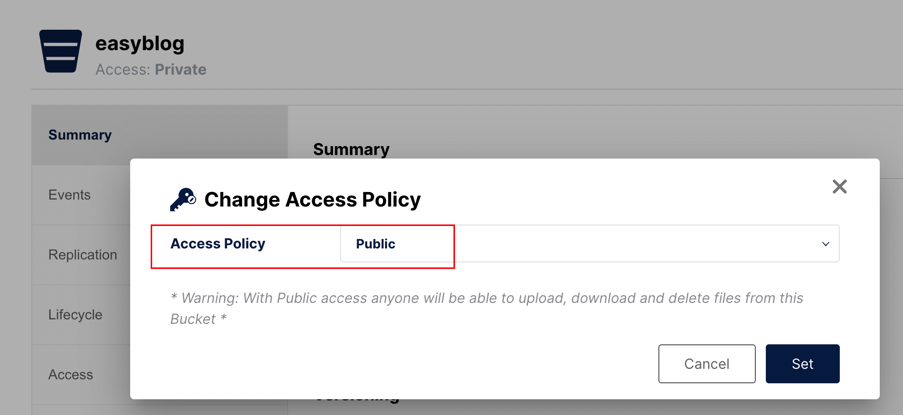 easyblog
Access: Private
Summary
Summary
Events
Change Access Policy
Access Policy
Public
Replication
* Warning: With Public access anyone will be able to upload, download and delete files from this
Bucket *
Lifecycle
Cancel
Set
Access
Versioning